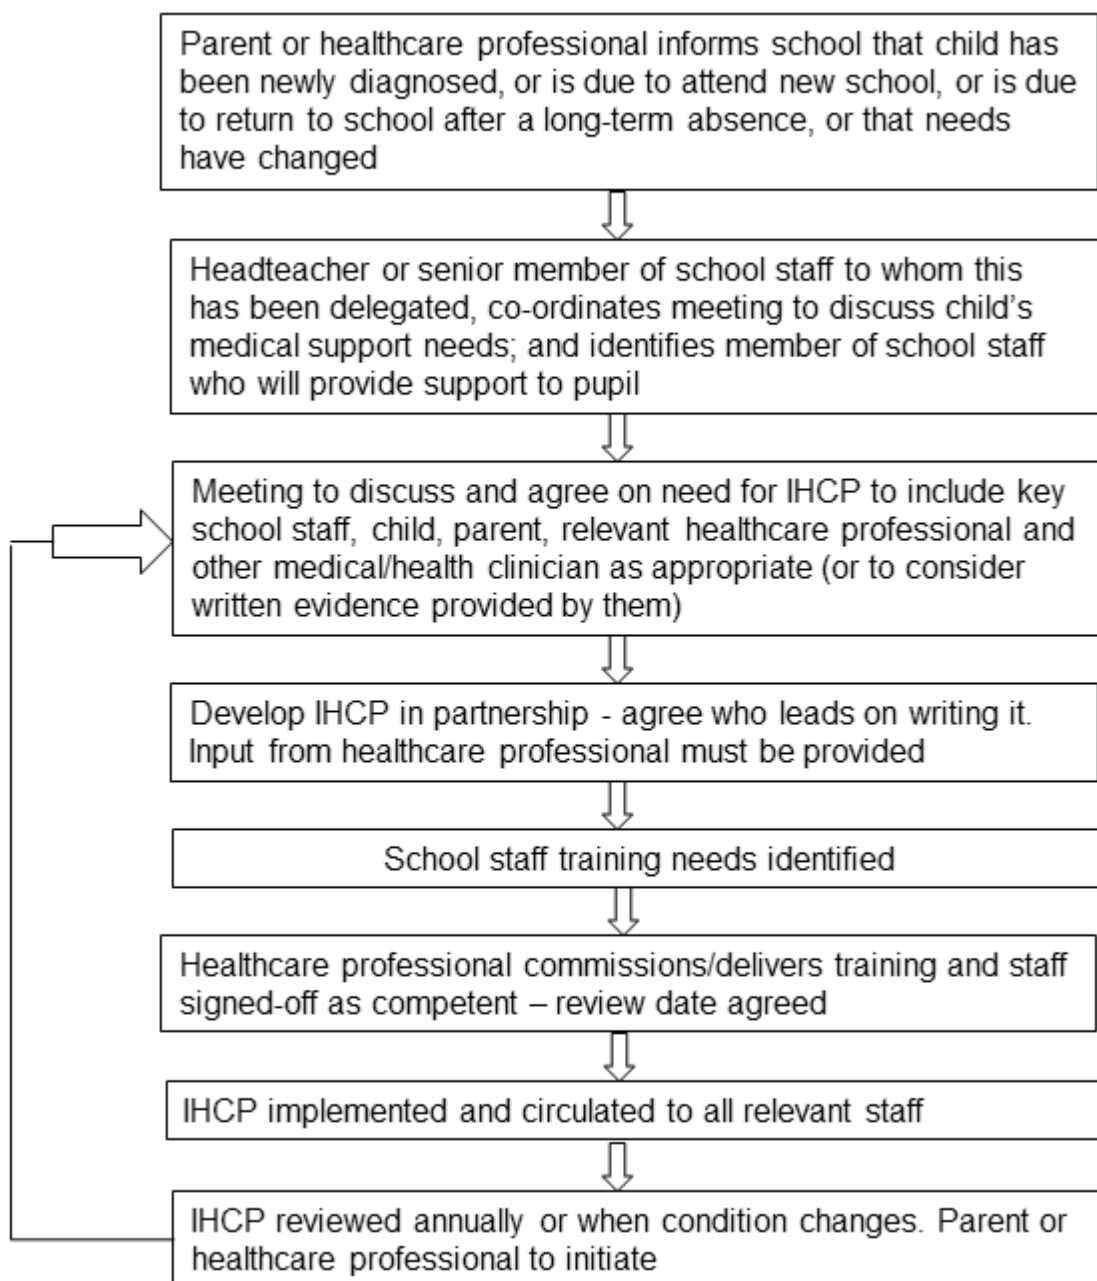 Parent or healthcare professional informs school that child has
been newly diagnosed, or is due to attend new school, or is due
to return to school after a long-term absence, or that needs
have changed
Headteacher or senior member of school staff to whom this
has been delegated, co-ordinates meeting to discuss child's
medical support needs; and identifies member of school staff
who will provide support to pupil
Meeting to discuss and agree on need for IHCP to include key
school staff, child, parent, relevant healthcare professional and
other medical/health clinician as appropriate (or to consider
written evidence provided by them)
Develop IHCP in partnership - agree who leads on writing it.
Input from healthcare professional must be provided
School staff training needs identified
Healthcare professional commissions/delivers training and staff
signed-off as competent – review date agreed
IHCP implemented and circulated to all relevant staff
IHCP reviewed annually or when condition changes. Parent or
healthcare professional to initiate